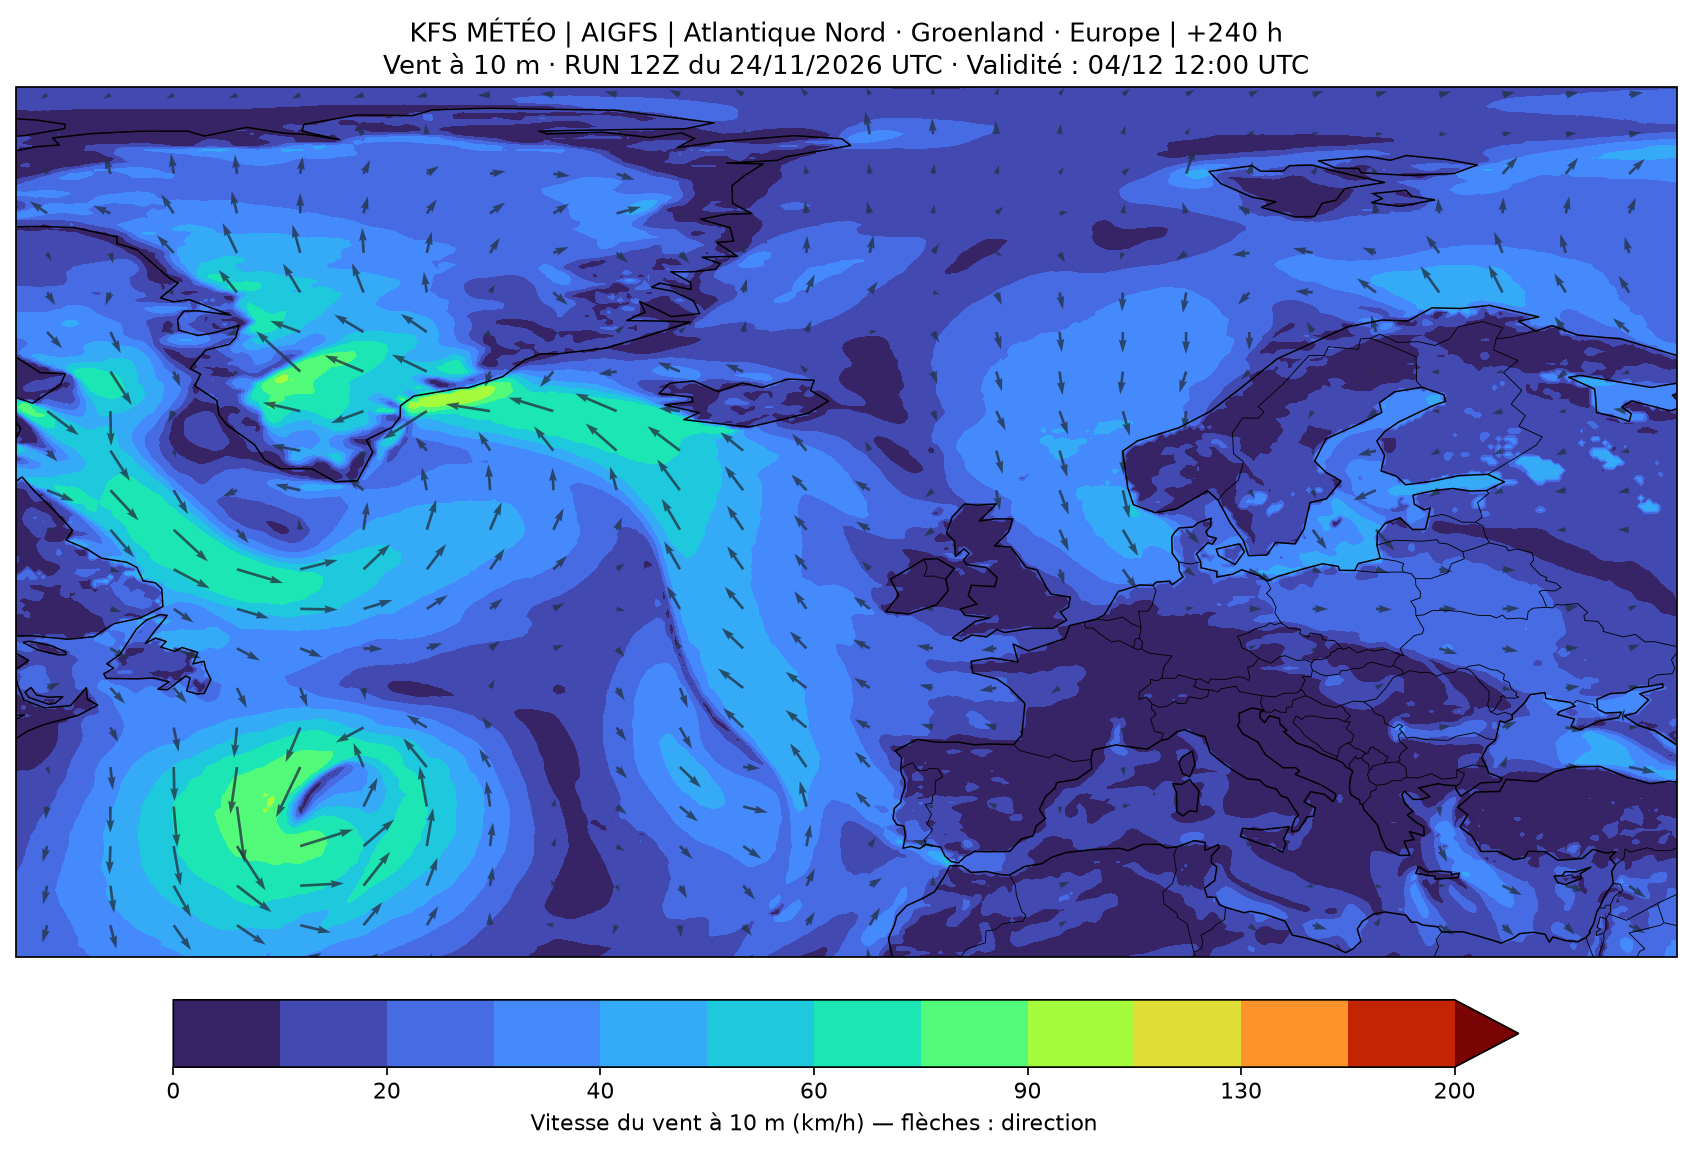 KFS MÉTÉO | AIGFS | Atlantique Nord · Groenland · Europe | +240 h
Vent à 10 m · RUN 12Z du 24/11/2026 UTC · Validité : 04/12 12:00 UTC
0 20 40 60 90 130 200
Vitesse du vent à 10 m (km/h) — flèches : direction